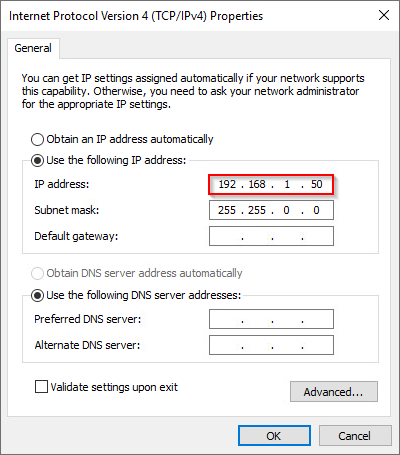 Internet Protocol Version 4 (TCP/IPv4) Properties
General
You can get IP settings assigned automatically if your network supports
this capability. Otherwise, you need to ask your network administrator
for the appropriate IP settings.
Obtain an IP address automatically
Use the following IP address:
IP address: 192 . 168 . 1 . 50
Subnet mask: 255 . 255 . 0 . 0
Default gateway: . . .
Obtain DNS server address automatically
Use the following DNS server addresses:
Preferred DNS server: . . .
Alternate DNS server: . . .
Validate settings upon exit
Advanced...
OK Cancel